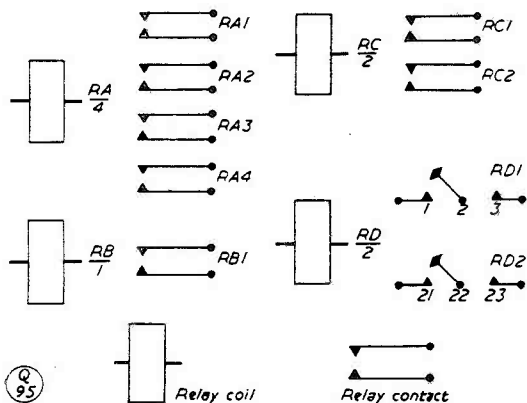 RA
4
RA1
RA2
RA3
RA4
RB
1
RB1
RC
2
RC1
RC2
RD
2
RD1
1 2 3
RD2
21 22 23
Q
95
Relay coil
Relay contact